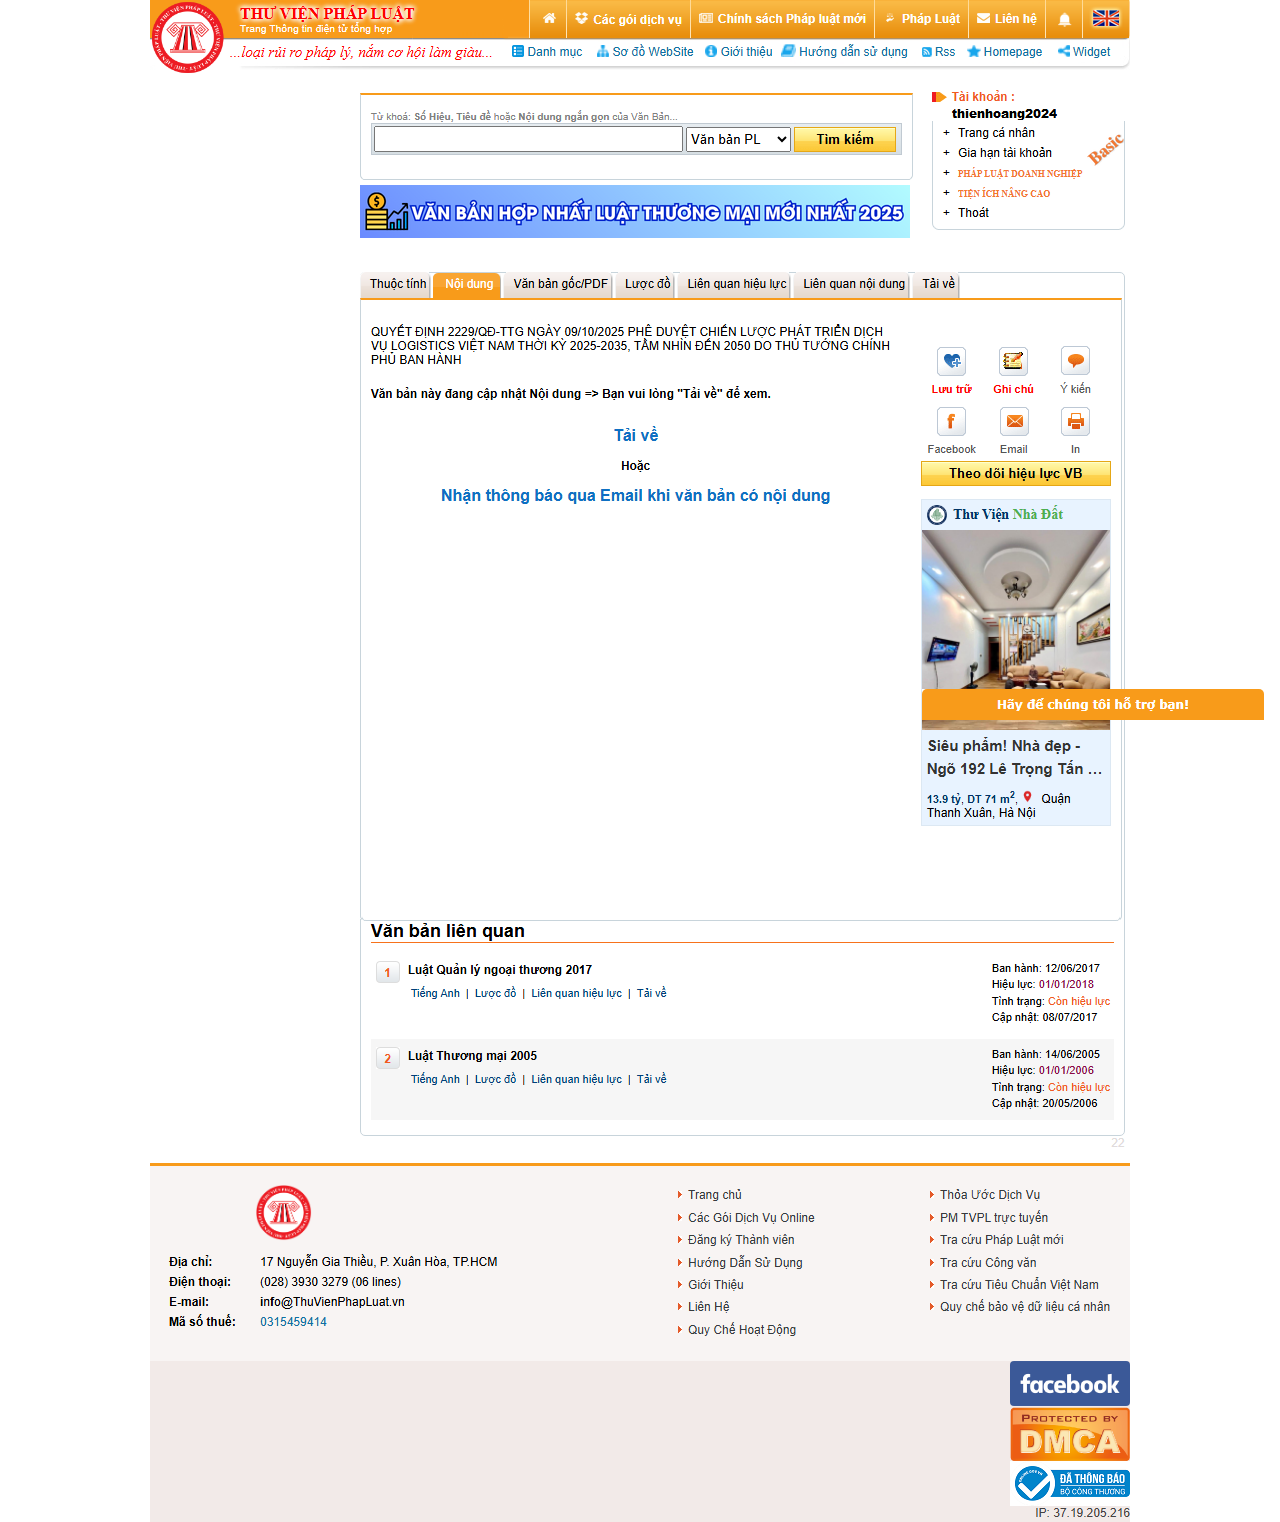 THƯ VIỆN PHÁP LUẬT
Trang Thông tin điện tử tổng hợp
Các gói dịch vụ
Chính sách Pháp luật mới
Pháp Luật
Liên hệ
...loại rủi ro pháp lý, nắm cơ hội làm giàu...
Danh mục
Sơ đồ WebSite
Giới thiệu
Hướng dẫn sử dụng
Rss
Homepage
Widget
Từ khoá: Số Hiệu, Tiêu đề hoặc Nội dung ngắn gọn của Văn Bản...
Văn bản PL
Tìm kiếm
VĂN BẢN HỢP NHẤT LUẬT THƯƠNG MẠI MỚI NHẤT 2025
Tài khoản :
thienhoang2024
+ Trang cá nhân
+ Gia hạn tài khoản
Basic
+ PHÁP LUẬT DOANH NGHIỆP
+ TIỆN ÍCH NÂNG CAO
+ Thoát
Thuộc tính
Nội dung
Văn bản gốc/PDF
Lược đồ
Liên quan hiệu lực
Liên quan nội dung
Tải về
QUYẾT ĐỊNH 2229/QĐ-TTG NGÀY 09/10/2025 PHÊ DUYỆT CHIẾN LƯỢC PHÁT TRIỂN DỊCH
VỤ LOGISTICS VIỆT NAM THỜI KỲ 2025-2035, TẦM NHÌN ĐẾN 2050 DO THỦ TƯỚNG CHÍNH
PHỦ BAN HÀNH
Văn bản này đang cập nhật Nội dung => Bạn vui lòng "Tải về" để xem.
Tải về
Hoặc
Nhận thông báo qua Email khi văn bản có nội dung
Lưu trữ
Ghi chú
Ý kiến
Facebook
Email
In
Theo dõi hiệu lực VB
Thư Viện Nhà Đất
Hãy để chúng tôi hỗ trợ bạn!
Siêu phẩm! Nhà đẹp -
Ngõ 192 Lê Trọng Tấn ...
13.9 tỷ, DT 71 m2, Quận
Thanh Xuân, Hà Nội
Văn bản liên quan
1
Luật Quản lý ngoại thương 2017
Tiếng Anh | Lược đồ | Liên quan hiệu lực | Tải về
Ban hành: 12/06/2017
Hiệu lực: 01/01/2018
Tình trạng: Còn hiệu lực
Cập nhật: 08/07/2017
2
Luật Thương mại 2005
Tiếng Anh | Lược đồ | Liên quan hiệu lực | Tải về
Ban hành: 14/06/2005
Hiệu lực: 01/01/2006
Tình trạng: Còn hiệu lực
Cập nhật: 20/05/2006
22
Địa chỉ: 17 Nguyễn Gia Thiều, P. Xuân Hòa, TP.HCM
Điện thoại: (028) 3930 3279 (06 lines)
E-mail: info@ThuVienPhapLuat.vn
Mã số thuế: 0315459414
Trang chủ
Các Gói Dịch Vụ Online
Đăng ký Thành viên
Hướng Dẫn Sử Dụng
Giới Thiệu
Liên Hệ
Quy Chế Hoạt Động
Thỏa Ước Dịch Vụ
PM TVPL trực tuyến
Tra cứu Pháp Luật mới
Tra cứu Công văn
Tra cứu Tiêu Chuẩn Việt Nam
Quy chế bảo vệ dữ liệu cá nhân
facebook
PROTECTED BY
DMCA
ĐÃ THÔNG BÁO
BỘ CÔNG THƯƠNG
IP: 37.19.205.216